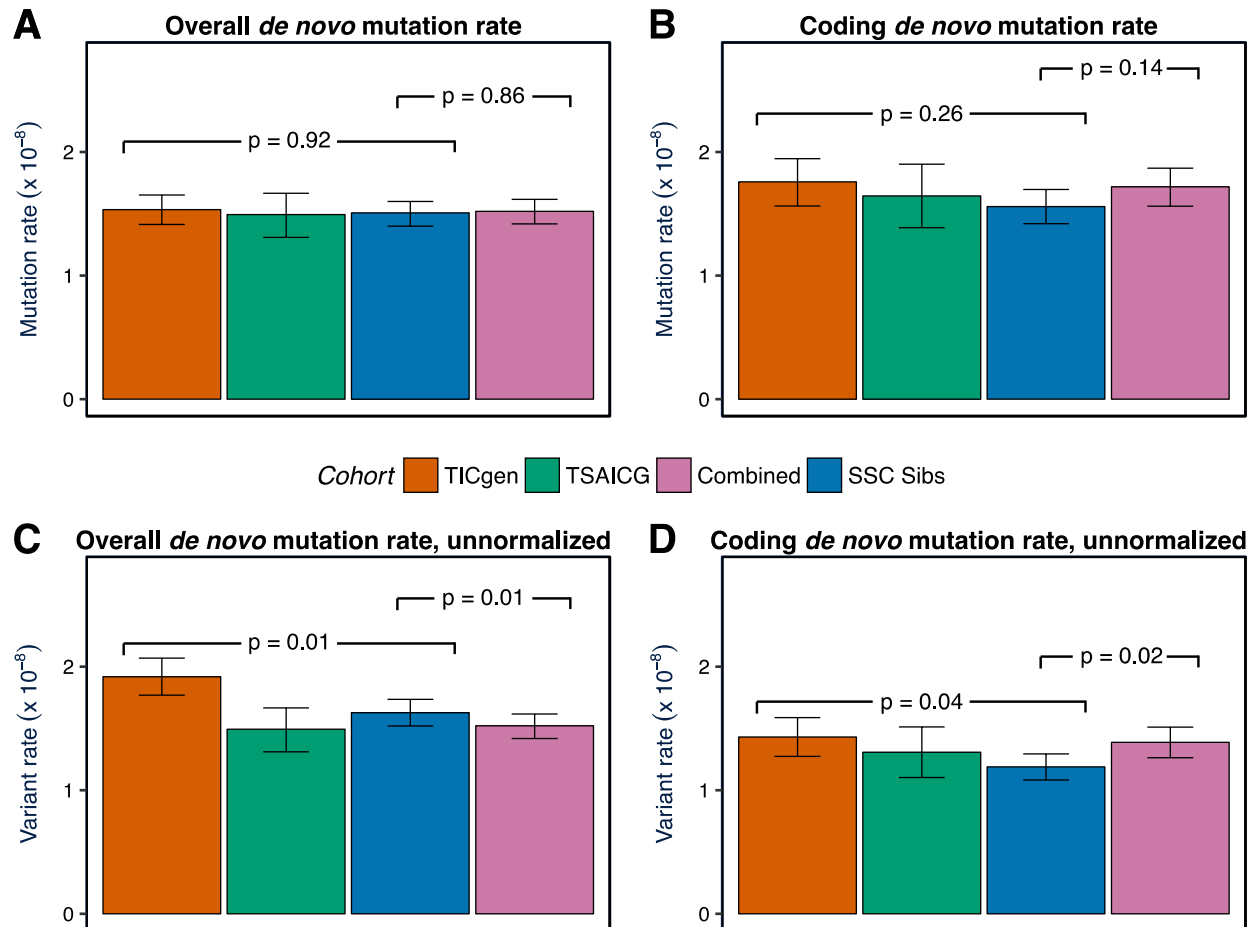 A
Overall de novo mutation rate
Mutation rate (x 10⁻⁸)
2
1
0
p = 0.92
p = 0.86
B
Coding de novo mutation rate
Mutation rate (x 10⁻⁸)
2
1
0
p = 0.26
p = 0.14
Cohort TICgen TSAICG Combined SSC Sibs
C
Overall de novo mutation rate, unnormalized
Variant rate (x 10⁻⁸)
2
1
0
p = 0.01
p = 0.01
D
Coding de novo mutation rate, unnormalized
Variant rate (x 10⁻⁸)
2
1
0
p = 0.04
p = 0.02